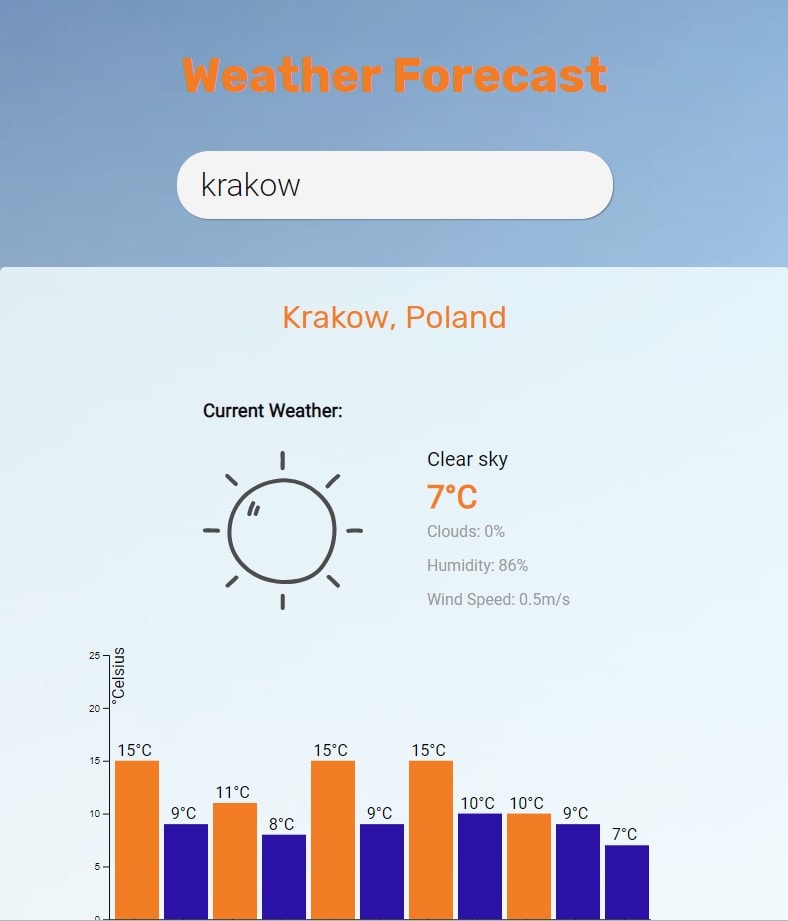 Weather Forecast
krakow
Krakow, Poland
Current Weather:
Clear sky
7°C
Clouds: 0%
Humidity: 86%
Wind Speed: 0.5m/s
°Celsius
25
20
15
10
5
0
15°C
9°C
11°C
8°C
15°C
9°C
15°C
10°C
10°C
9°C
7°C